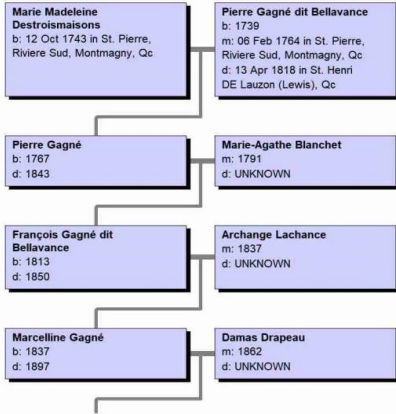 Marie Madeleine
Destroismaisons
b: 12 Oct 1743 in St. Pierre,
Riviere Sud, Montmagny, Qc
Pierre Gagné dit Bellavance
b: 1739
m: 06 Feb 1764 in St. Pierre,
Riviere Sud, Montmagny, Qc
d: 13 Apr 1818 in St. Henri
DE Lauzon (Lewis), Qc
Pierre Gagné
b: 1767
d: 1843
Marie-Agathe Blanchet
m: 1791
d: UNKNOWN
François Gagné dit
Bellavance
b: 1813
d: 1850
Archange Lachance
m: 1837
d: UNKNOWN
Marcelline Gagné
b: 1837
d: 1897
Damas Drapeau
m: 1862
d: UNKNOWN